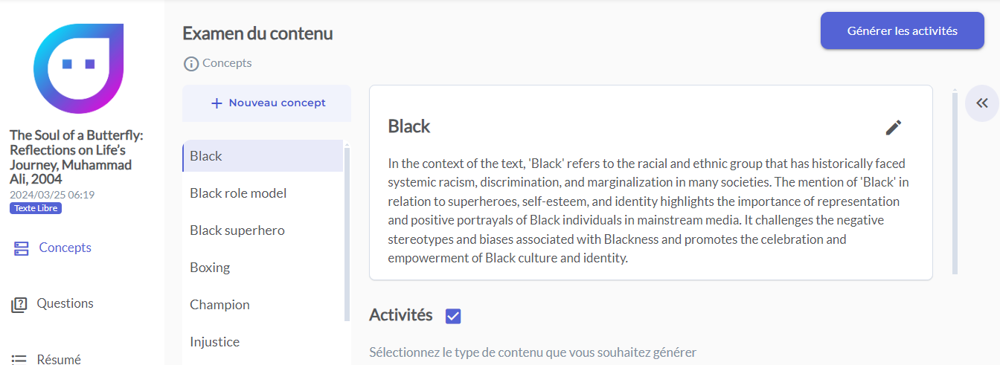 The Soul of a Butterfly:
Reflections on Life’s
Journey, Muhammad
Ali, 2004
2024/03/25 06:19
Texte Libre
Concepts
Questions
Résumé
Examen du contenu
Concepts
Générer les activités
+ Nouveau concept
Black
Black role model
Black superhero
Boxing
Champion
Injustice
Black
In the context of the text, 'Black' refers to the racial and ethnic group that has historically faced
systemic racism, discrimination, and marginalization in many societies. The mention of 'Black' in
relation to superheroes, self-esteem, and identity highlights the importance of representation
and positive portrayals of Black individuals in mainstream media. It challenges the negative
stereotypes and biases associated with Blackness and promotes the celebration and
empowerment of Black culture and identity.
Activités
Sélectionnez le type de contenu que vous souhaitez générer